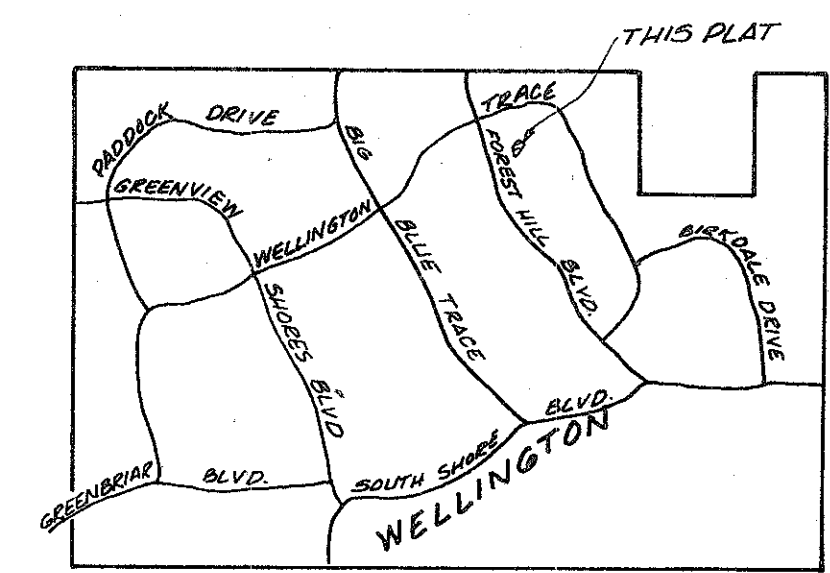 THIS PLAT
PADDOCK DRIVE
BIG BLUE TRACE
WELLINGTON TRACE
FOREST HILL BLVD.
GREENVIEW SHORES BLVD
BIRKDALE DRIVE
GREENBRIAR BLVD.
SOUTH SHORE BLVD.
WELLINGTON